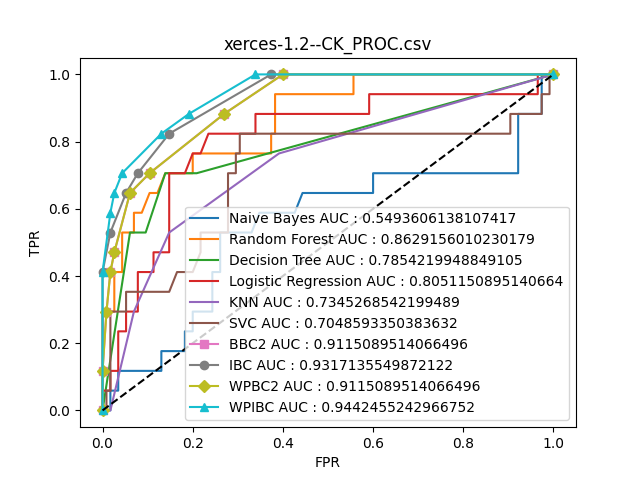 xerces-1.2--CK_PROC.csv
TPR
1.0
0.8
0.6
0.4
0.2
0.0
Naive Bayes AUC : 0.5493606138107417
Random Forest AUC : 0.8629156010230179
Decision Tree AUC : 0.7854219948849105
Logistic Regression AUC : 0.8051150895140664
KNN AUC : 0.7345268542199489
SVC AUC : 0.7048593350383632
BBC2 AUC : 0.9115089514066496
IBC AUC : 0.9317135549872122
WPBC2 AUC : 0.9115089514066496
WPIBC AUC : 0.9442455242966752
0.0 0.2 0.4 0.6 0.8 1.0
FPR